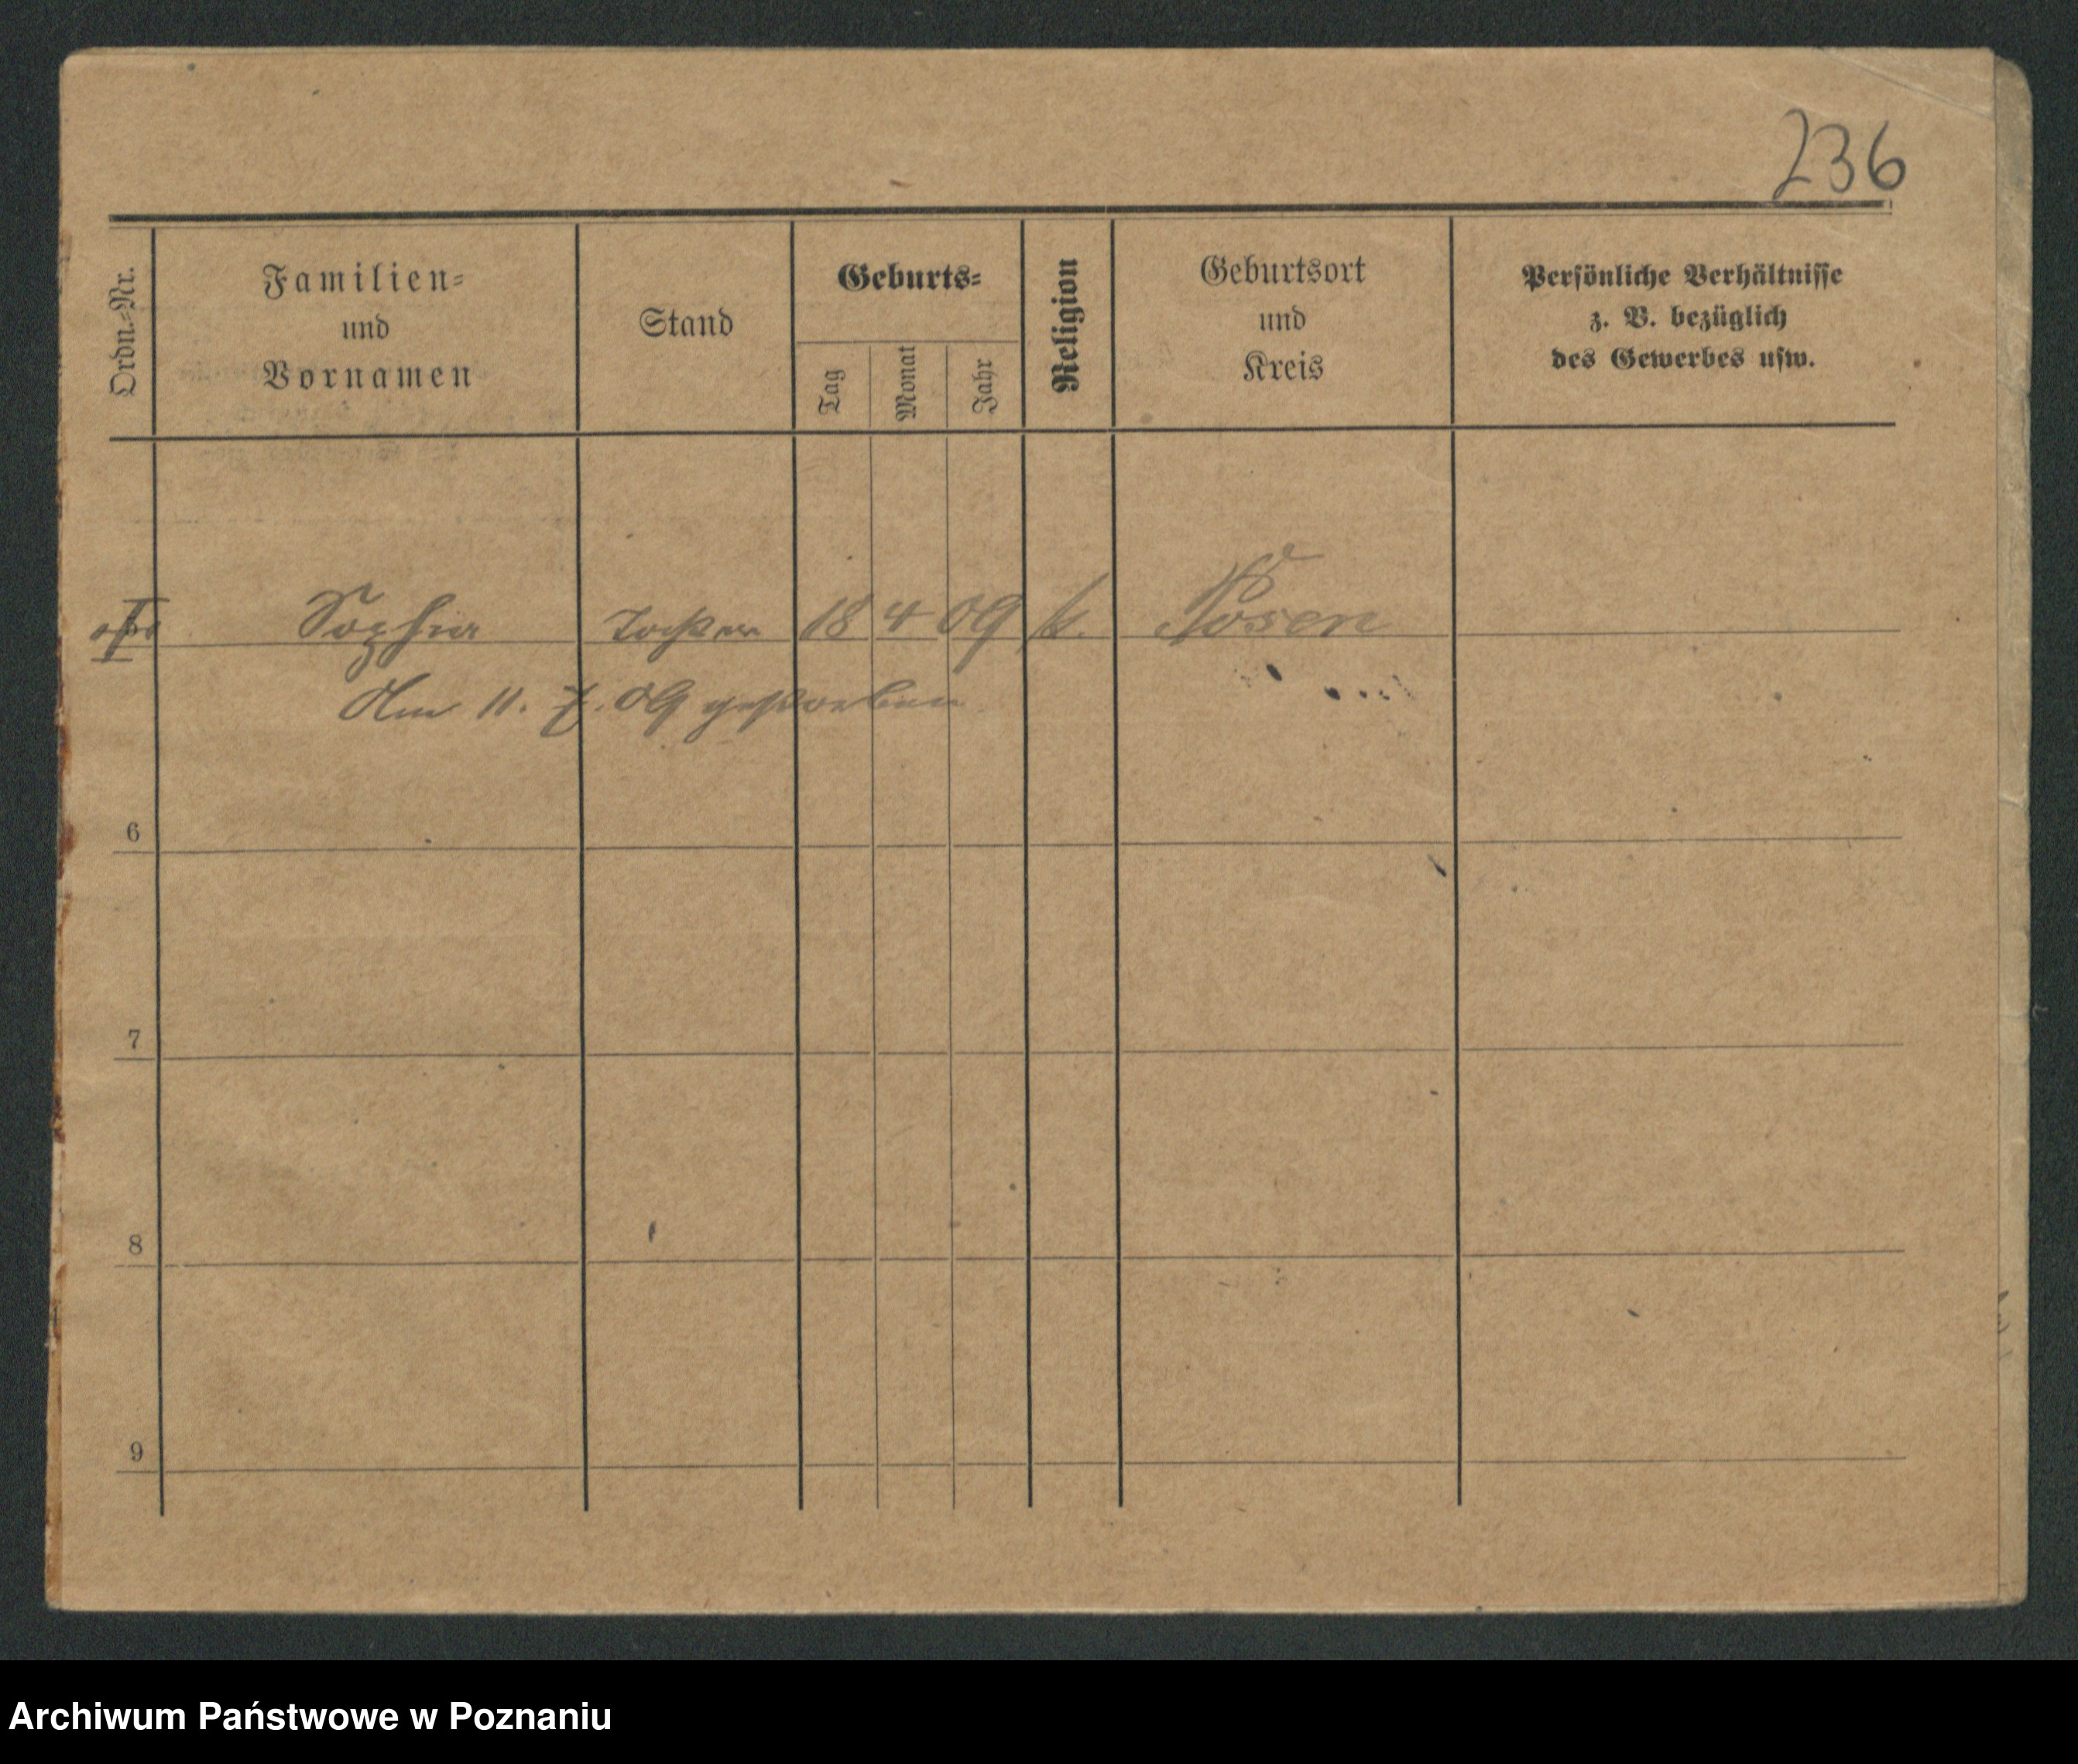 236
Ordn.=Nr.
Familien=
und
Vornamen
Stand
Geburts=
Tag
Monat
Jahr
Religion
Geburtsort
und
Kreis
Persönliche Verhältnisse
z. B. bezüglich
des Gewerbes usw.
Sophia Tochter 18 4 09 k. Posen
Am 11. 7. 09 gestorben
6
7
8
9
Archiwum Państwowe w Poznaniu